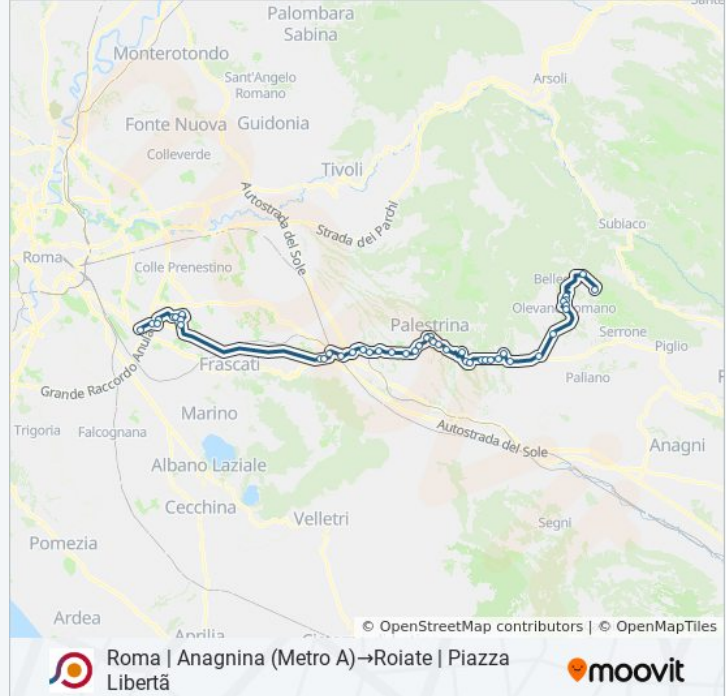 Palombara
Sabina
Monterotondo
Arsoli
Sant'Angelo
Romano
Fonte Nuova
Guidonia
Colleverde
Tivoli
Autostrada del Sole
Strada dei Parchi
Subiaco
Roma
Colle Prenestino
Belle
Olevano Romano
Palestrina
Serrone
Piglio
Grande Raccordo Anula
Frascati
Paliano
Marino
Trigoria
Falcognana
Autostrada del Sole
Anagni
Albano Laziale
Cecchina
Velletri
Segni
Pomezia
Ardea
Aprilia
© OpenStreetMap contributors | © OpenMapTiles
Roma | Anagnina (Metro A)→Roiate | Piazza
Libertã
moovit